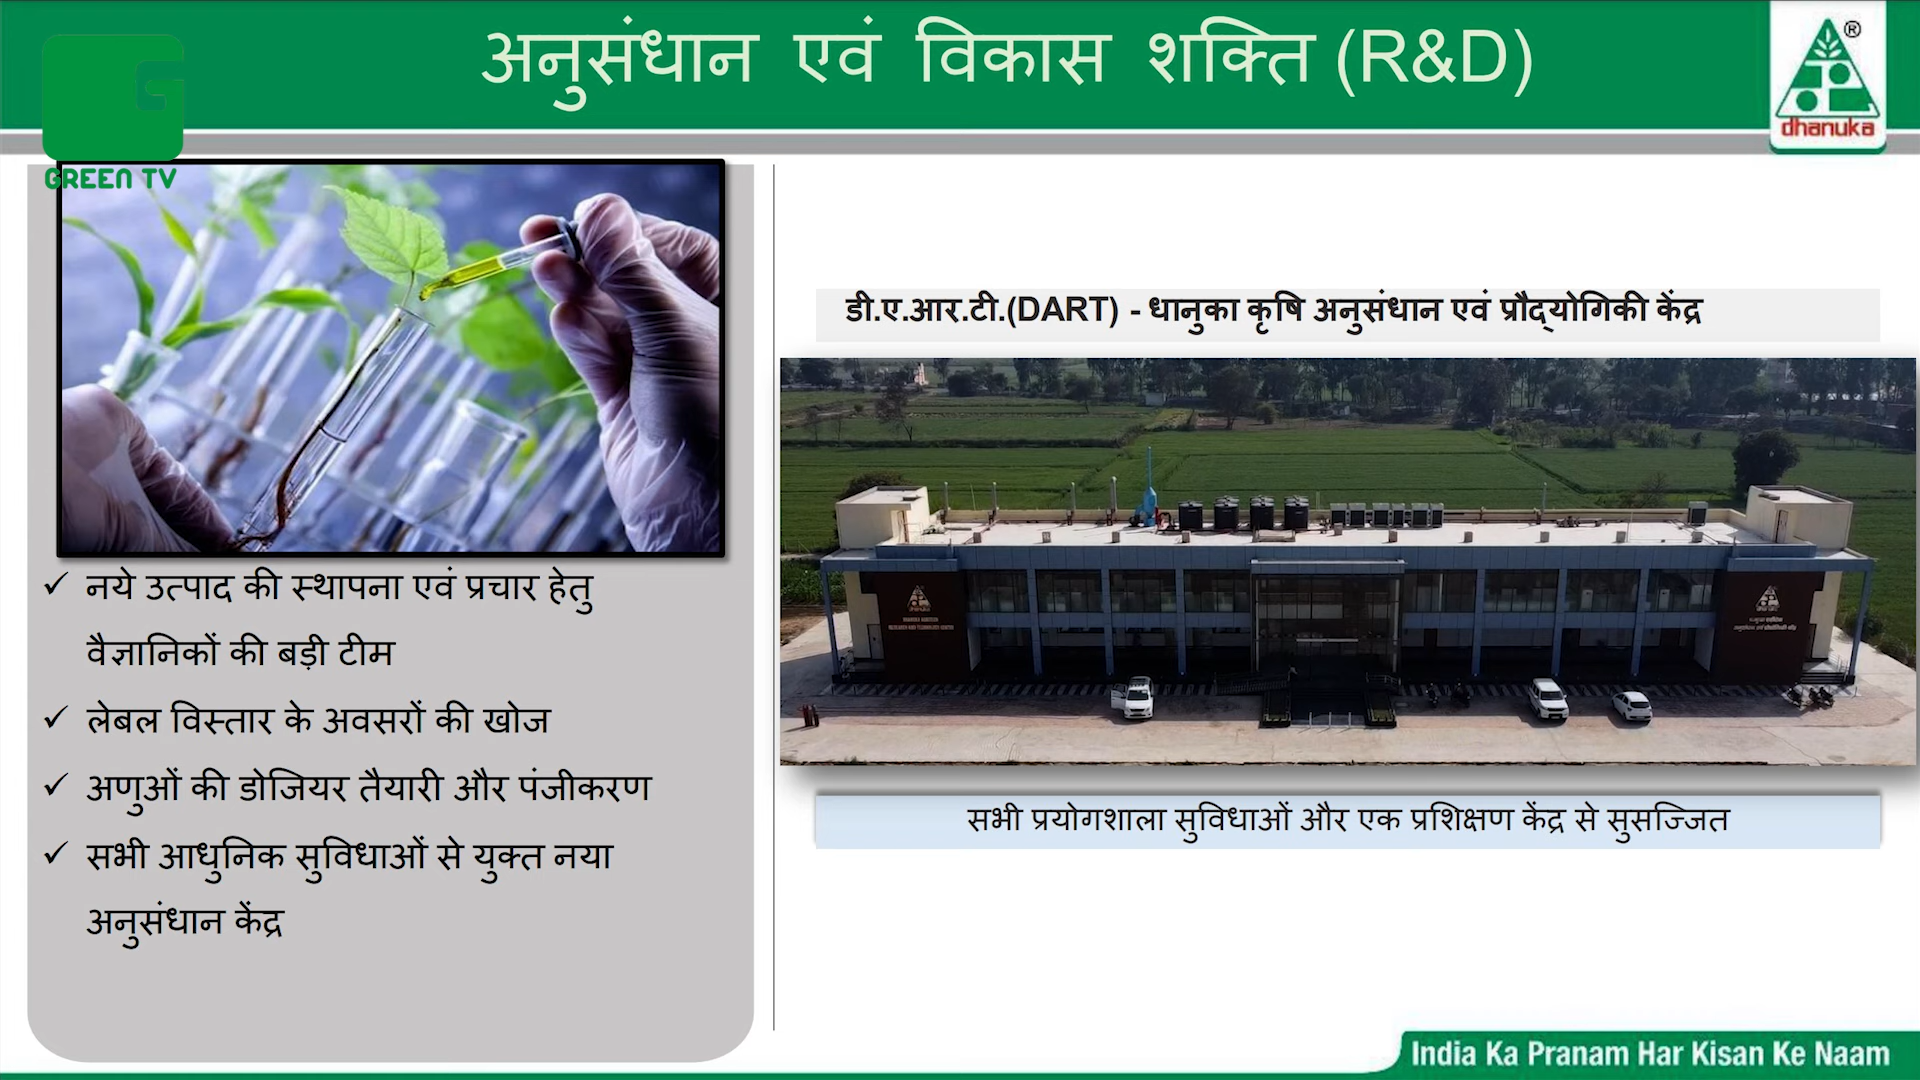 अनुसंधान एवं विकास शक्ति (R&D)
®
dhanuka
GREEN TV
डी.ए.आर.टी.(DART) - धानुका कृषि अनुसंधान एवं प्रौद्योगिकी केंद्र
✓ नये उत्पाद की स्थापना एवं प्रचार हेतु
वैज्ञानिकों की बड़ी टीम
✓ लेबल विस्तार के अवसरों की खोज
✓ अणुओं की डोजियर तैयारी और पंजीकरण
✓ सभी आधुनिक सुविधाओं से युक्त नया
अनुसंधान केंद्र
dhanuka
सभी प्रयोगशाला सुविधाओं और एक प्रशिक्षण केंद्र से सुसज्जित
India Ka Pranam Har Kisan Ke Naam